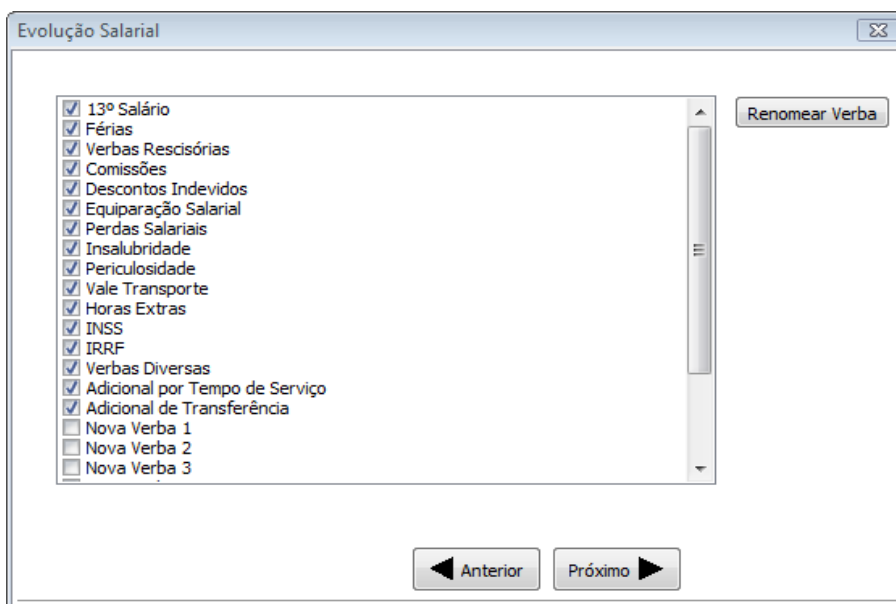 Evolução Salarial
13º Salário
Renomear Verba
Férias
Verbas Rescisórias
Comissões
Descontos Indevidos
Equiparação Salarial
Perdas Salariais
Insalubridade
Periculosidade
Vale Transporte
Horas Extras
INSS
IRRF
Verbas Diversas
Adicional por Tempo de Serviço
Adicional de Transferência
Nova Verba 1
Nova Verba 2
Nova Verba 3
Anterior
Próximo